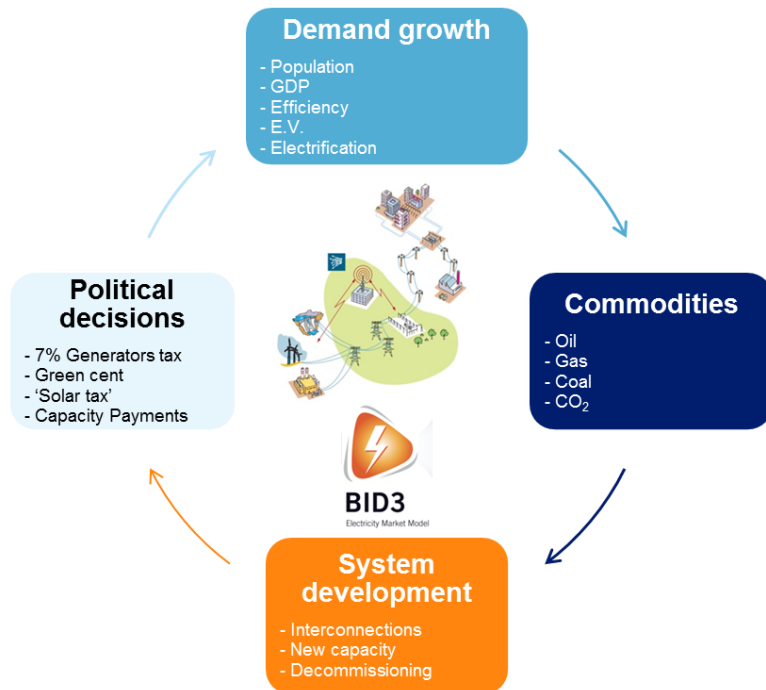 Demand growth
- Population
- GDP
- Efficiency
- E.V.
- Electrification
Commodities
- Oil
- Gas
- Coal
- CO₂
System
development
- Interconnections
- New capacity
- Decommissioning
Political
decisions
- 7% Generators tax
- Green cent
- ‘Solar tax’
- Capacity Payments
BID3
Electricity Market Model